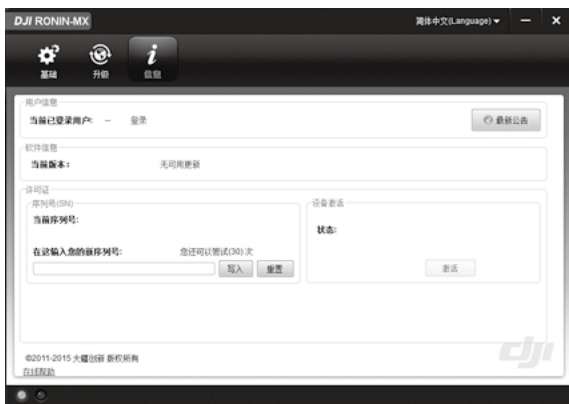 DJI RONIN-MX
简体中文(Language)
基础 升级 信息
用户信息
当前已登录用户: - 登录
最新公告
软件信息
当前版本: 无可用更新
许可证
序列号(SN)
当前序列号:
在这输入您的新序列号: 您还可以尝试(30)次
写入 重置
设备激活
状态:
激活
©2011-2015 大疆创新 版权所有
在线帮助
dji